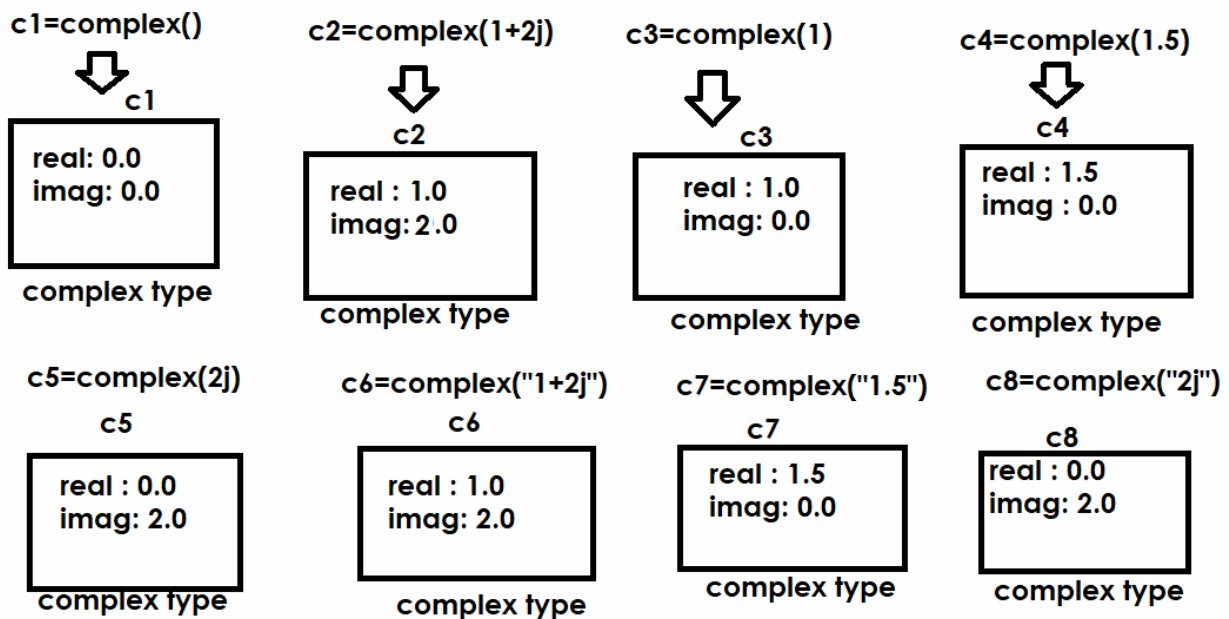 c1=complex()
c1
real: 0.0
imag: 0.0
complex type
c2=complex(1+2j)
c2
real : 1.0
imag: 2.0
complex type
c3=complex(1)
c3
real : 1.0
imag: 0.0
complex type
c4=complex(1.5)
c4
real : 1.5
imag : 0.0
complex type
c5=complex(2j)
c5
real : 0.0
imag: 2.0
complex type
c6=complex("1+2j")
c6
real : 1.0
imag: 2.0
complex type
c7=complex("1.5")
c7
real : 1.5
imag: 0.0
complex type
c8=complex("2j")
c8
real : 0.0
imag: 2.0
complex type